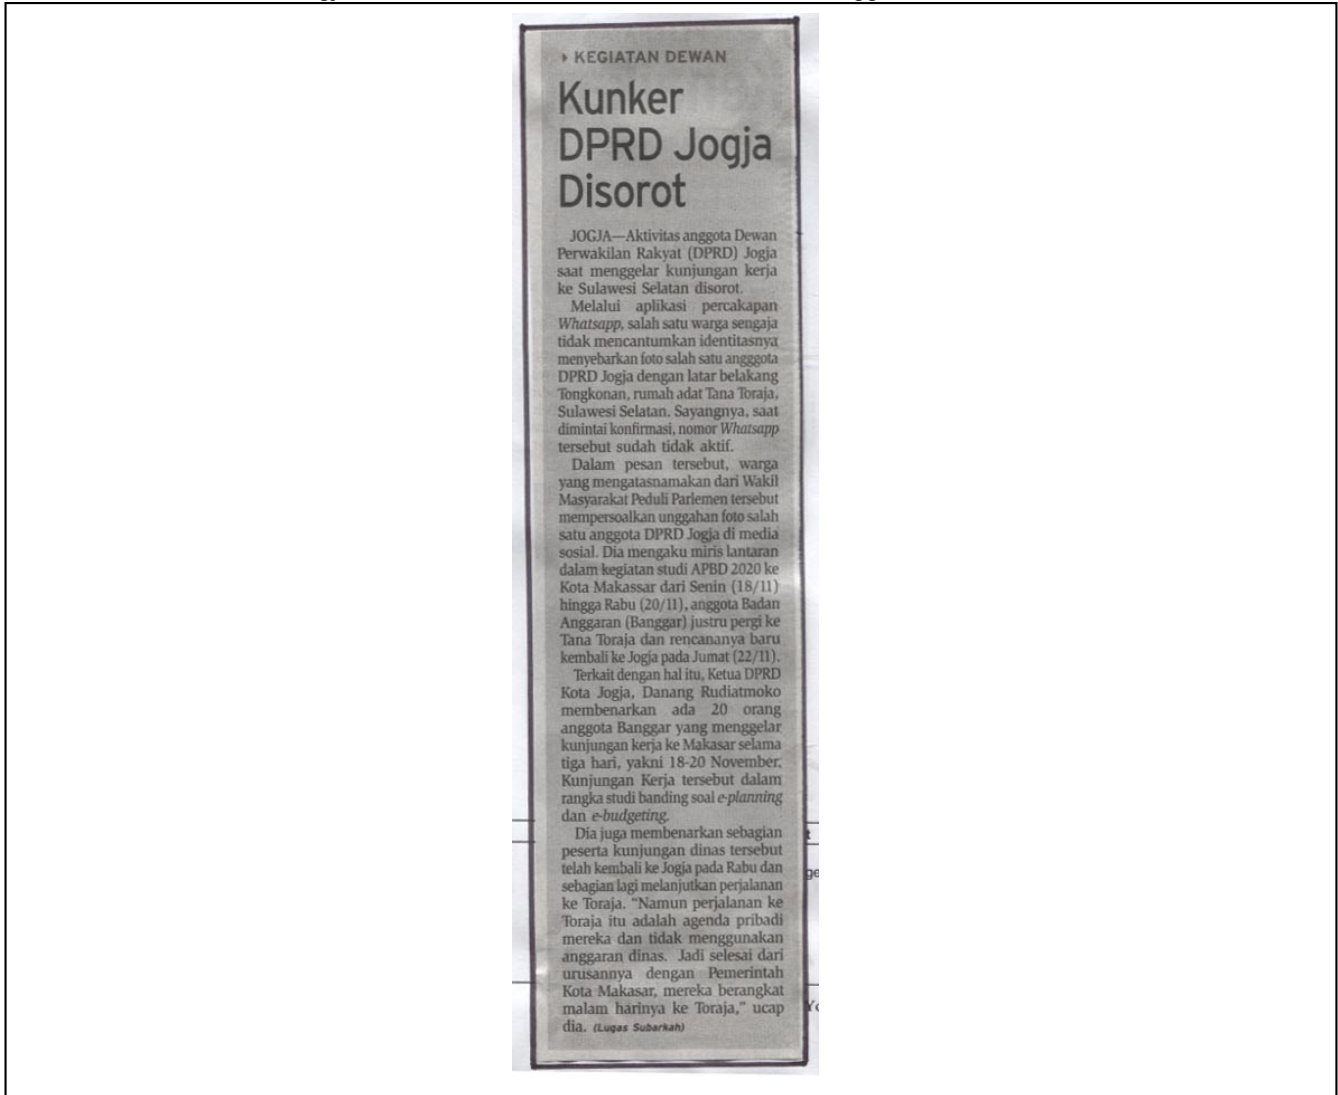 KEGIATAN DEWAN
Kunker
DPRD Jogja
Disorot
JOGJA—Aktivitas anggota Dewan
Perwakilan Rakyat (DPRD) Jogja
saat menggelar kunjungan kerja
ke Sulawesi Selatan disorot.
Melalui aplikasi percakapan
Whatsapp, salah satu warga sengaja
tidak mencantumkan identitasnya
menyebarkan foto salah satu angggota
DPRD Jogja dengan latar belakang
Tongkonan, rumah adat Tana Toraja,
Sulawesi Selatan. Sayangnya, saat
dimintai konfirmasi, nomor Whatsapp
tersebut sudah tidak aktif.
Dalam pesan tersebut, warga
yang mengatasnamakan dari Wakil
Masyarakat Peduli Parlemen tersebut
mempersoalkan unggahan foto salah
satu anggota DPRD Jogja di media
sosial. Dia mengaku miris lantaran
dalam kegiatan studi APBD 2020 ke
Kota Makassar dari Senin (18/11)
hingga Rabu (20/11), anggota Badan
Anggaran (Banggar) justru pergi ke
Tana Toraja dan rencananya baru
kembali ke Jogja pada Jumat (22/11).
Terkait dengan hal itu, Ketua DPRD
Kota Jogja, Danang Rudiatmoko
membenarkan ada 20 orang
anggota Banggar yang menggelar
kunjungan kerja ke Makasar selama
tiga hari, yakni 18-20 November.
Kunjungan Kerja tersebut dalam
rangka studi banding soal e-planning
dan e-budgeting.
Dia juga membenarkan sebagian
peserta kunjungan dinas tersebut
telah kembali ke Jogja pada Rabu dan
sebagian lagi melanjutkan perjalanan
ke Toraja. “Namun perjalanan ke
Toraja itu adalah agenda pribadi
mereka dan tidak menggunakan
anggaran dinas. Jadi selesai dari
urusannya dengan Pemerintah
Kota Makasar, mereka berangkat
malam harinya ke Toraja,” ucap
dia. (Lugas Subarkah)